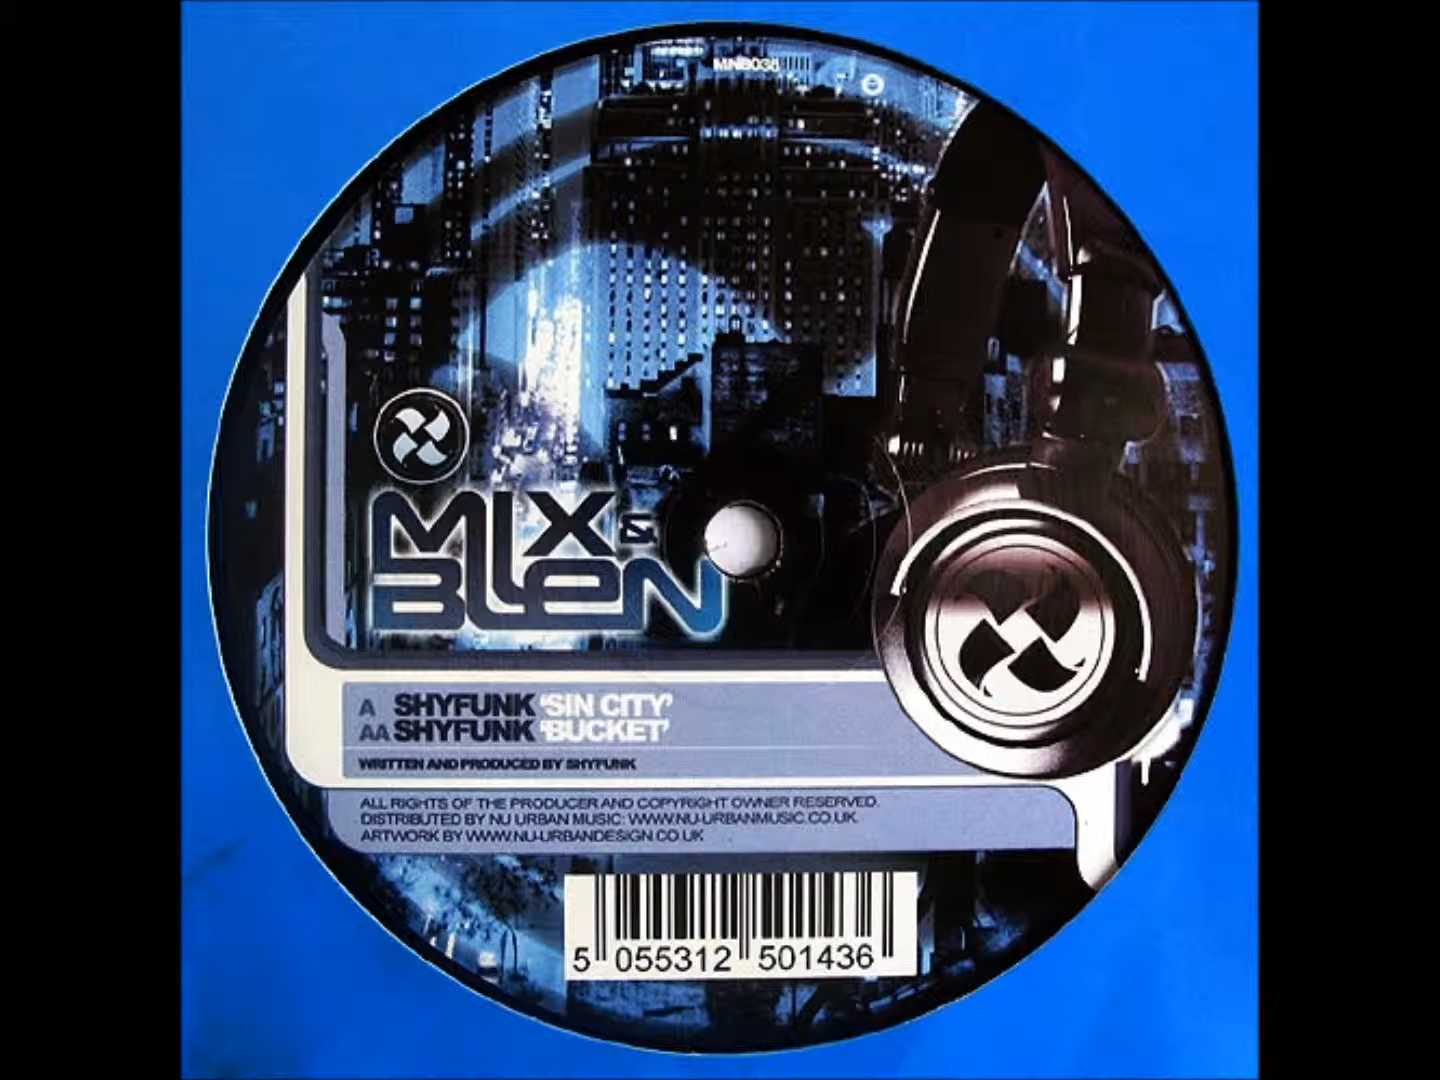 MNB036
MIX &
BLEN
A SHYFUNK 'SIN CITY'
AA SHYFUNK 'BUCKET'
WRITTEN AND PRODUCED BY SHYFUNK
ALL RIGHTS OF THE PRODUCER AND COPYRIGHT OWNER RESERVED.
DISTRIBUTED BY NU URBAN MUSIC: WWW.NU-URBANMUSIC.CO.UK.
ARTWORK BY WWW.NU-URBANDESIGN.CO.UK
5 055312 501436